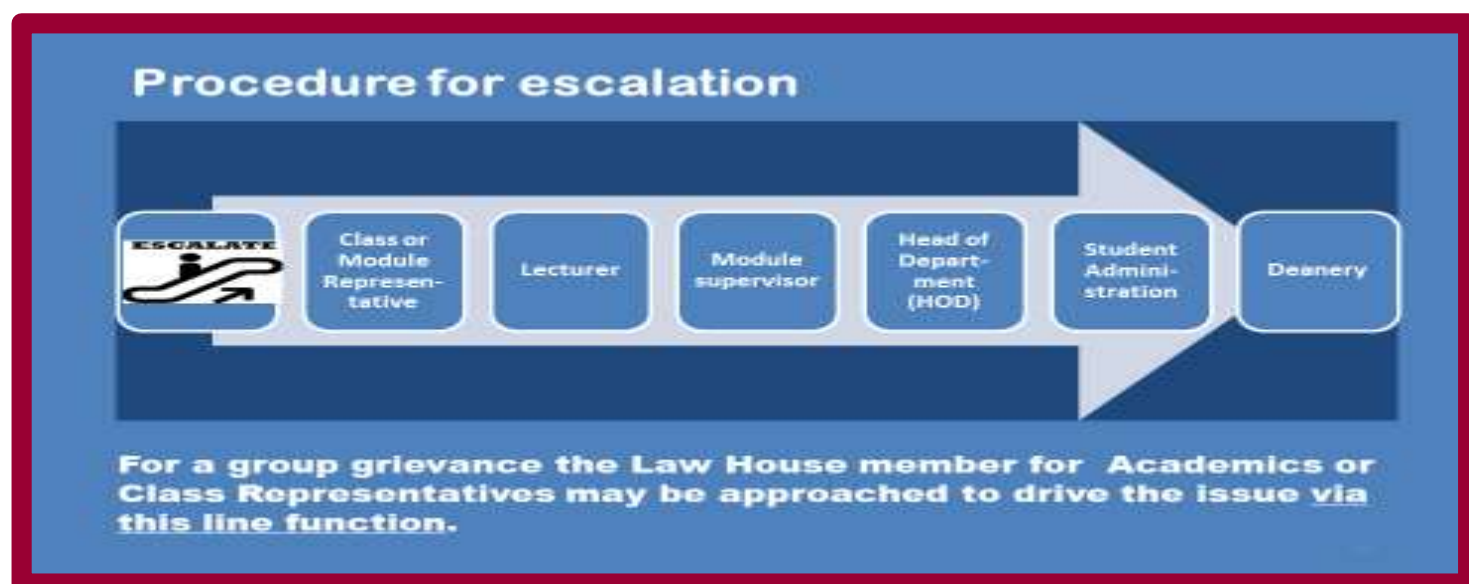 Procedure for escalation
ESCALATE
Class or
Module
Represen-
tative
Lecturer
Module
supervisor
Head of
Depart-
ment
(HOD)
Student
Admini-
stration
Deanery
For a group grievance the Law House member for Academics or
Class Representatives may be approached to drive the issue via
this line function.